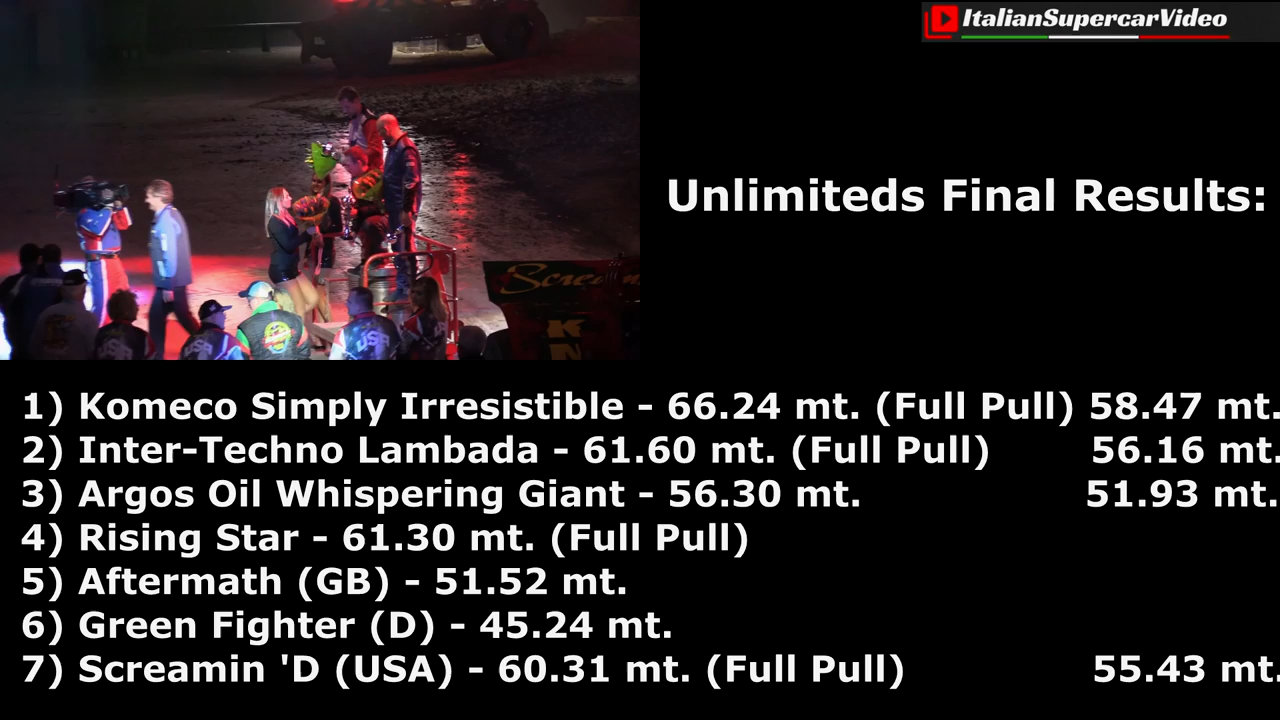 ItalianSupercarVideo
Unlimiteds Final Results:
Scream
K
N
USA
USA
1) Komeco Simply Irresistible - 66.24 mt. (Full Pull) 58.47 mt.
2) Inter-Techno Lambada - 61.60 mt. (Full Pull) 56.16 mt.
3) Argos Oil Whispering Giant - 56.30 mt. 51.93 mt.
4) Rising Star - 61.30 mt. (Full Pull)
5) Aftermath (GB) - 51.52 mt.
6) Green Fighter (D) - 45.24 mt.
7) Screamin 'D (USA) - 60.31 mt. (Full Pull) 55.43 mt.